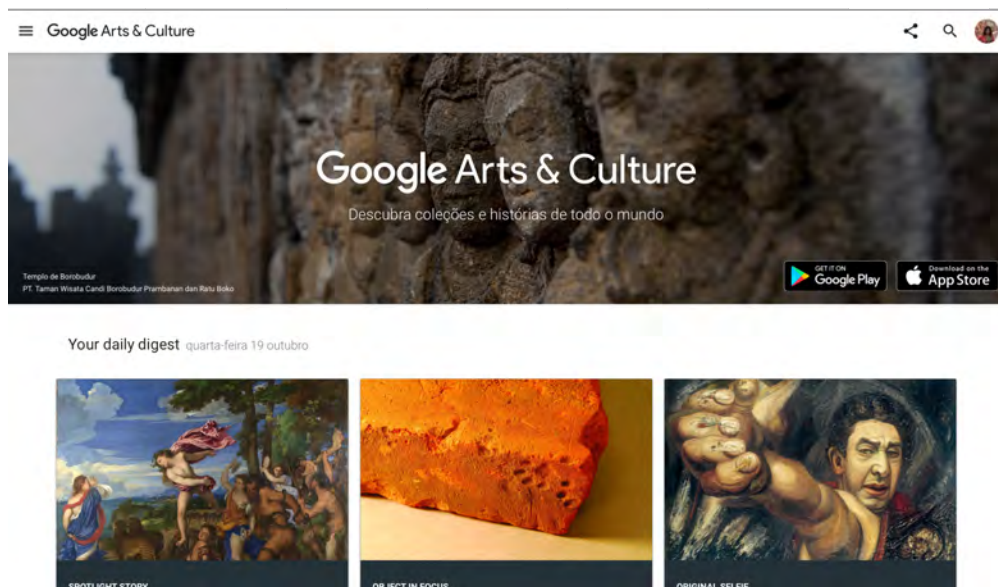 Google Arts & Culture
Google Arts & Culture
Descubra coleções e histórias de todo o mundo
Templo de Borobudur
PT. Taman Wisata Candi Borobudur Prambanan dan Ratu Boko
GET IT ON
Google Play
Download on the
App Store
Your daily digest quarta-feira 19 outubro
SPOTLIGHT STORY
OBJECT IN FOCUS
ORIGINAL SELFIE